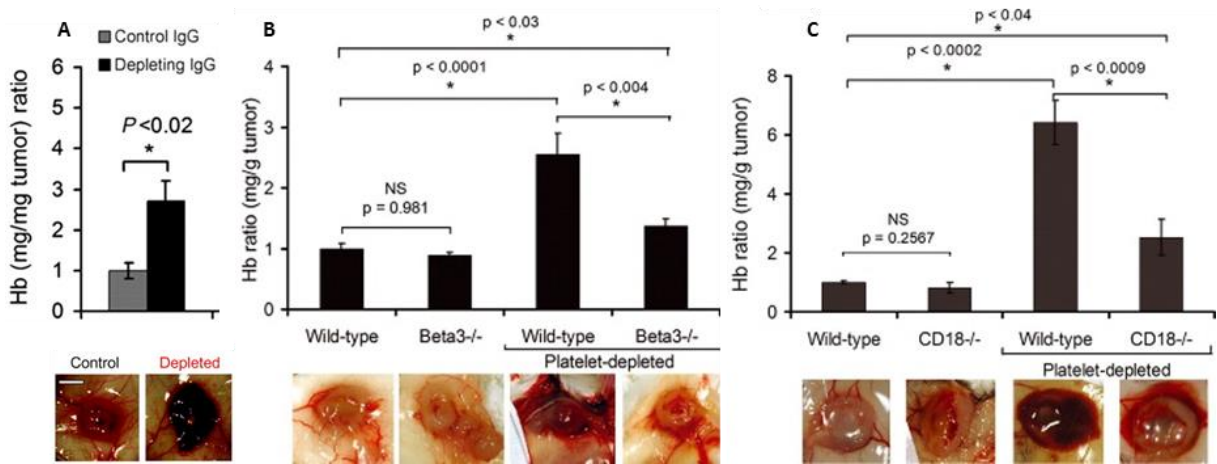 A
Control IgG
Depleting IgG
Hb (mg/mg tumor) ratio
6
5
4
3
2
1
0
P<0.02
*
Control
Depleted
B
p < 0.03
*
p < 0.0001
*
p < 0.004
*
NS
p = 0.981
Hb ratio (mg/g tumor)
4
3
2
1
0
Wild-type
Beta3-/-
Wild-type
Beta3-/-
Platelet-depleted
C
p < 0.04
*
p < 0.0002
*
p < 0.0009
*
NS
p = 0.2567
Hb ratio (mg/g tumor)
8
6
4
2
0
Wild-type
CD18-/-
Wild-type
CD18-/-
Platelet-depleted